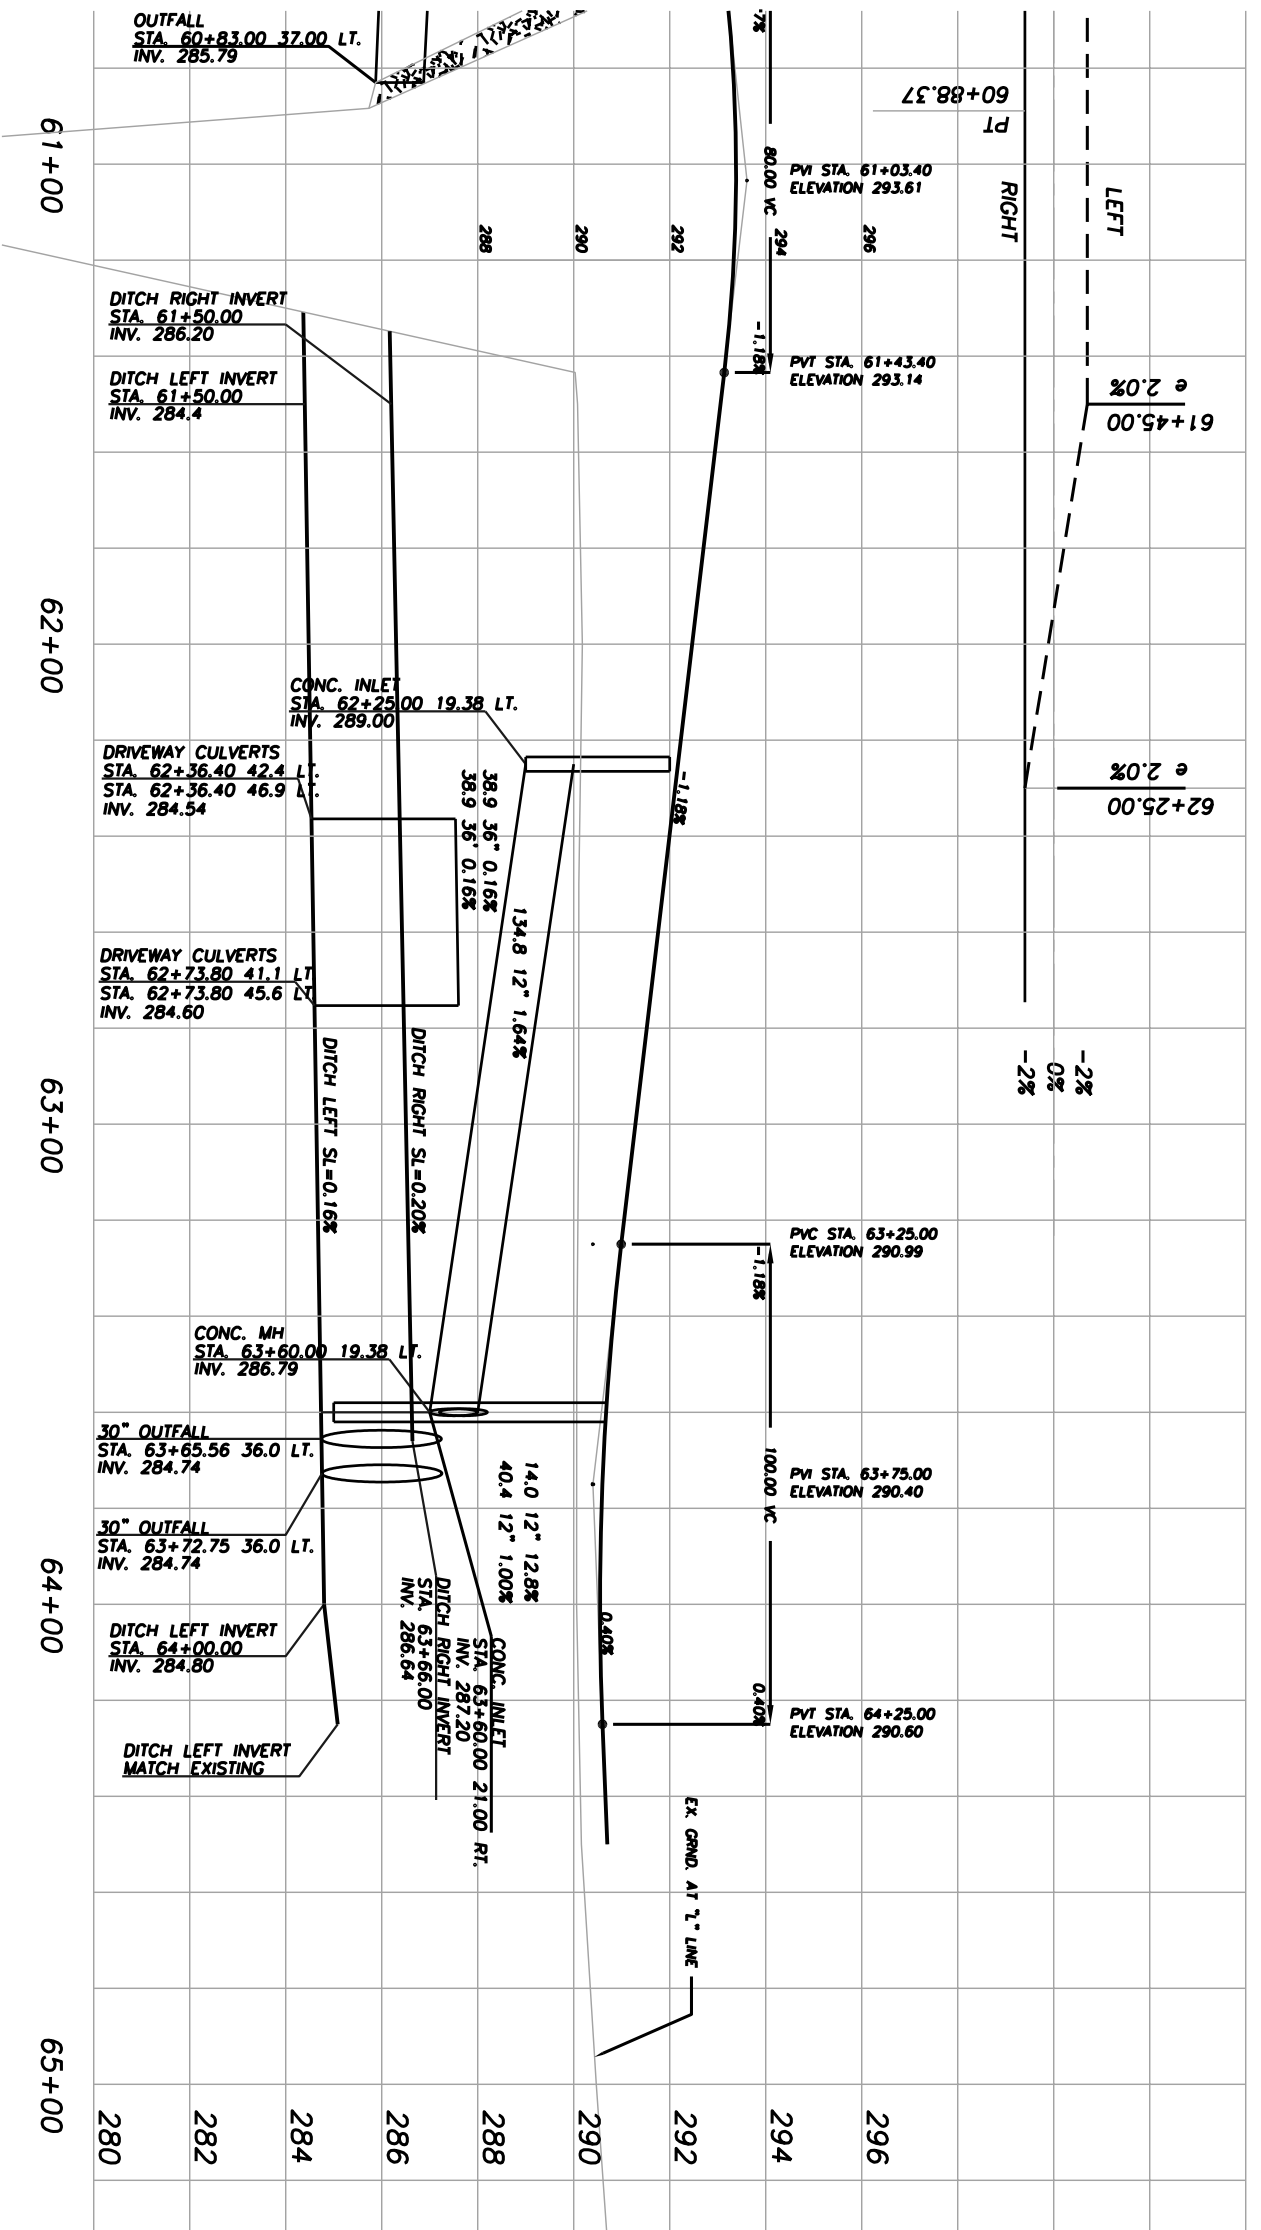 OUTFALL
STA. 60+83.00 37.00 LT.
INV. 285.79
7%
60+88.37
PT
61+00
80.00 VC
PVI STA. 61+03.40
ELEVATION 293.61
RIGHT
LEFT
288
290
292
294
296
DITCH RIGHT INVERT
STA. 61+50.00
INV. 286.20
-1.18%
PVT STA. 61+43.40
ELEVATION 293.14
DITCH LEFT INVERT
STA. 61+50.00
INV. 284.4
e 2.0%
61+45.00
62+00
CONC. INLET
STA. 62+25.00 19.38 LT.
INV. 289.00
DRIVEWAY CULVERTS
STA. 62+36.40 42.4 LT.
STA. 62+36.40 46.9 LT.
INV. 284.54
38.9 36" 0.16%
38.9 36' 0.16%
-1.18%
e 2.0%
62+25.00
134.8 12" 1.64%
DRIVEWAY CULVERTS
STA. 62+73.80 41.1 LT
STA. 62+73.80 45.6 LT
INV. 284.60
DITCH LEFT SL=0.16%
DITCH RIGHT SL=0.20%
-2%
0%
-2%
63+00
PVC STA. 63+25.00
ELEVATION 290.99
-1.18%
CONC. MH
STA. 63+60.00 19.38 LT.
INV. 286.79
30" OUTFALL
STA. 63+65.56 36.0 LT.
INV. 284.74
14.0 12" 12.8%
40.4 12" 1.00%
100.00 VC
PVI STA. 63+75.00
ELEVATION 290.40
30" OUTFALL
STA. 63+72.75 36.0 LT.
INV. 284.74
64+00
DITCH RIGHT INVERT
STA. 63+66.00
INV. 286.64
0.40%
DITCH LEFT INVERT
STA. 64+00.00
INV. 284.80
CONC. INLET
STA. 63+60.00 21.00 RT.
INV. 287.20
0.40%
PVT STA. 64+25.00
ELEVATION 290.60
DITCH LEFT INVERT
MATCH EXISTING
EX. GRND. AT "L" LINE
65+00
280
282
284
286
288
290
292
294
296